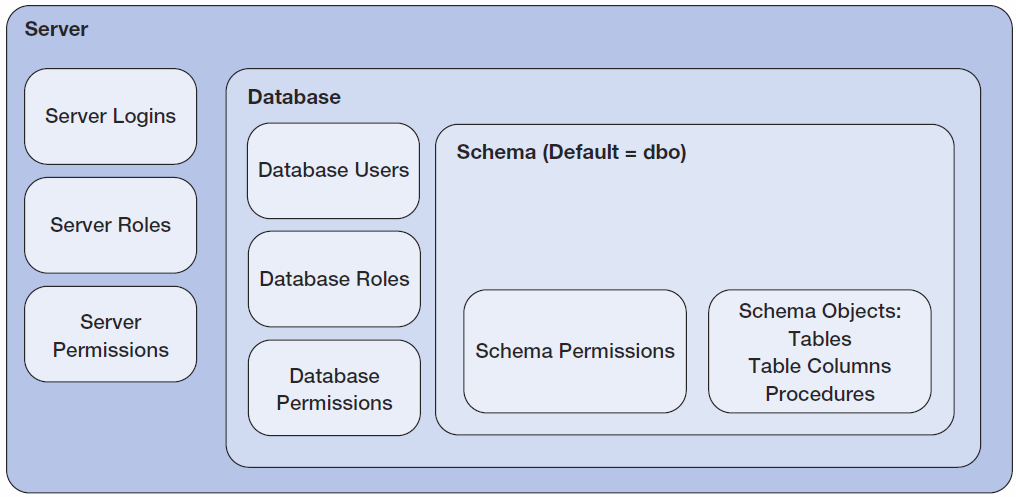 Server
Server Logins
Server Roles
Server
Permissions
Database
Database Users
Database Roles
Database
Permissions
Schema (Default = dbo)
Schema Permissions
Schema Objects:
Tables
Table Columns
Procedures